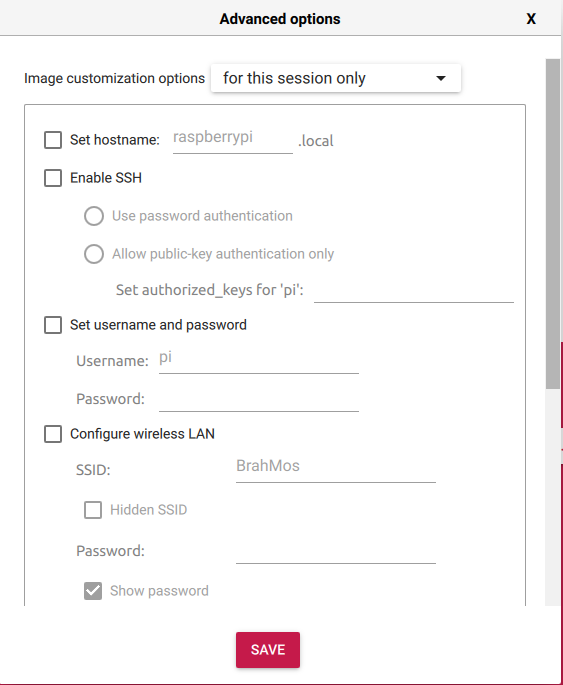 Advanced options X
Image customization options for this session only
Set hostname: raspberrypi .local
Enable SSH
Use password authentication
Allow public-key authentication only
Set authorized_keys for 'pi':
Set username and password
Username: pi
Password:
Configure wireless LAN
SSID: BrahMos
Hidden SSID
Password:
Show password
SAVE